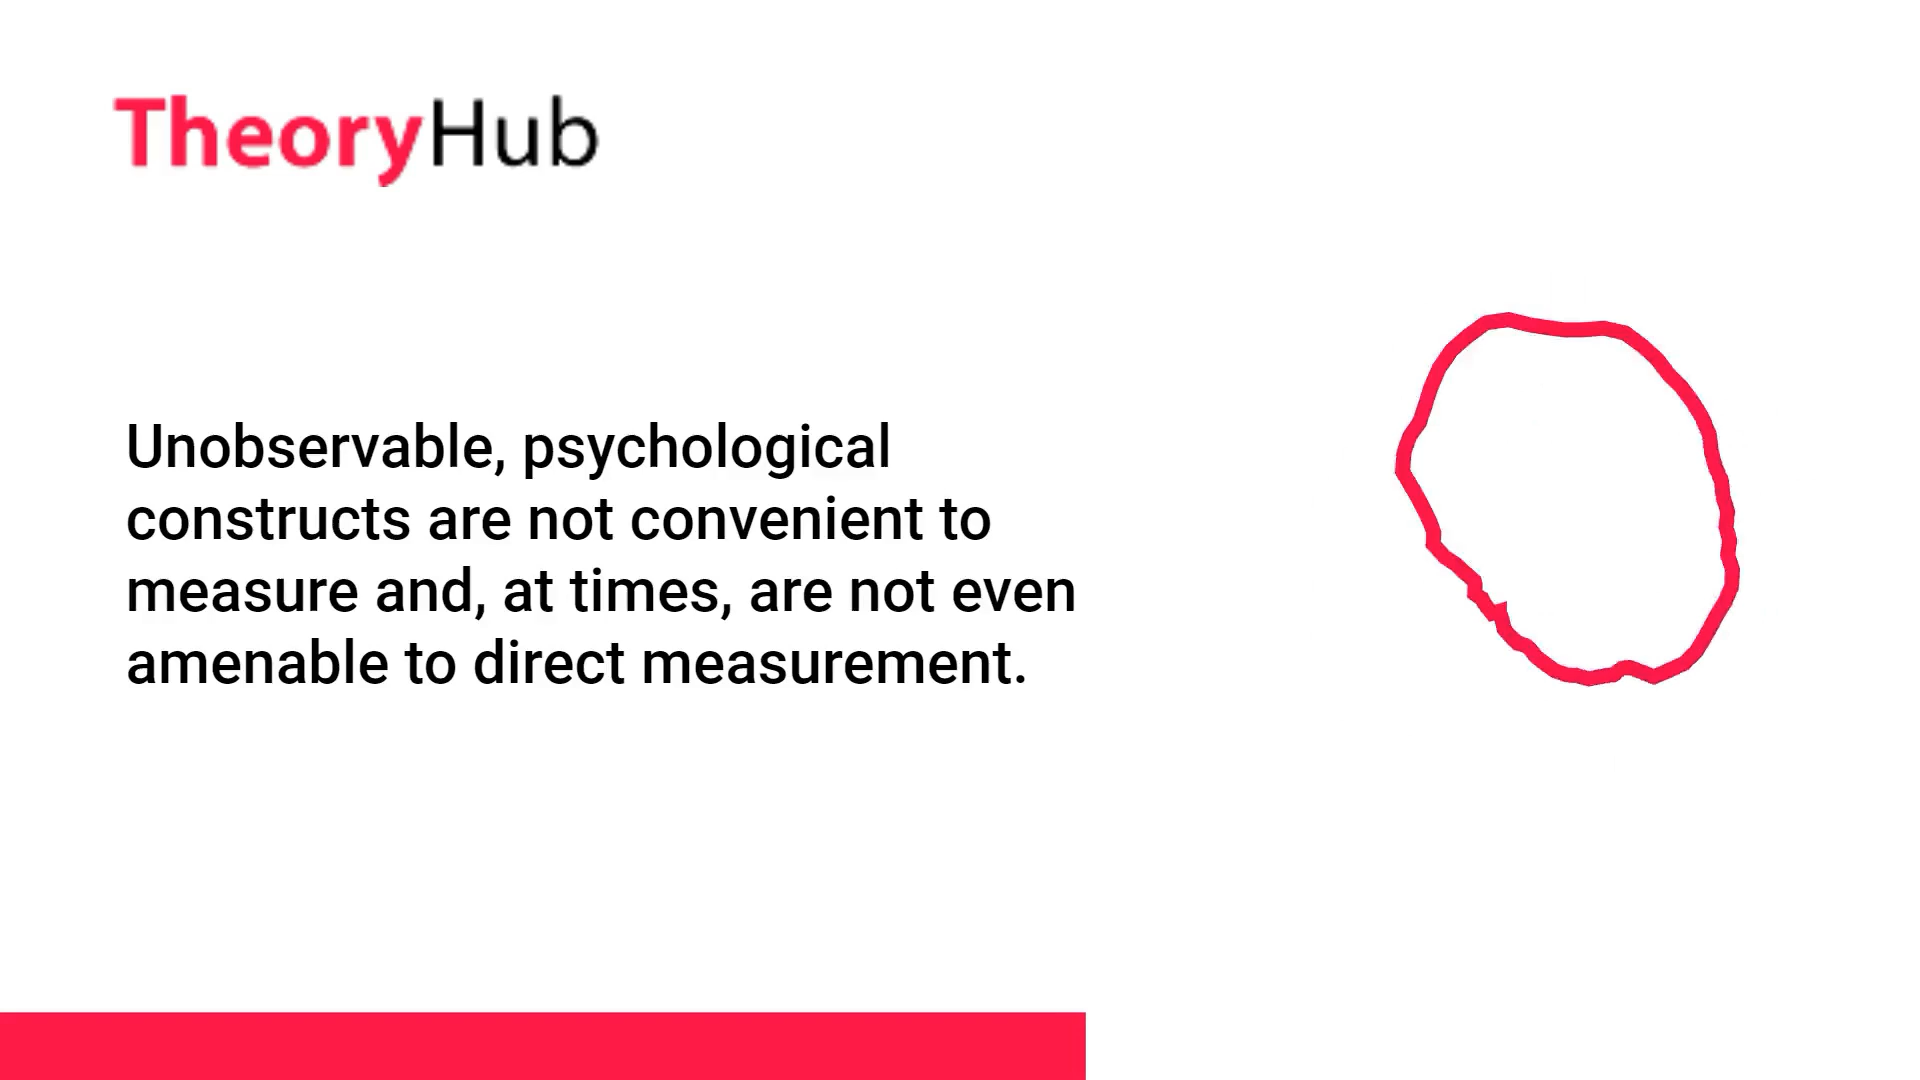 TheoryHub
Unobservable, psychological
constructs are not convenient to
measure and, at times, are not even
amenable to direct measurement.